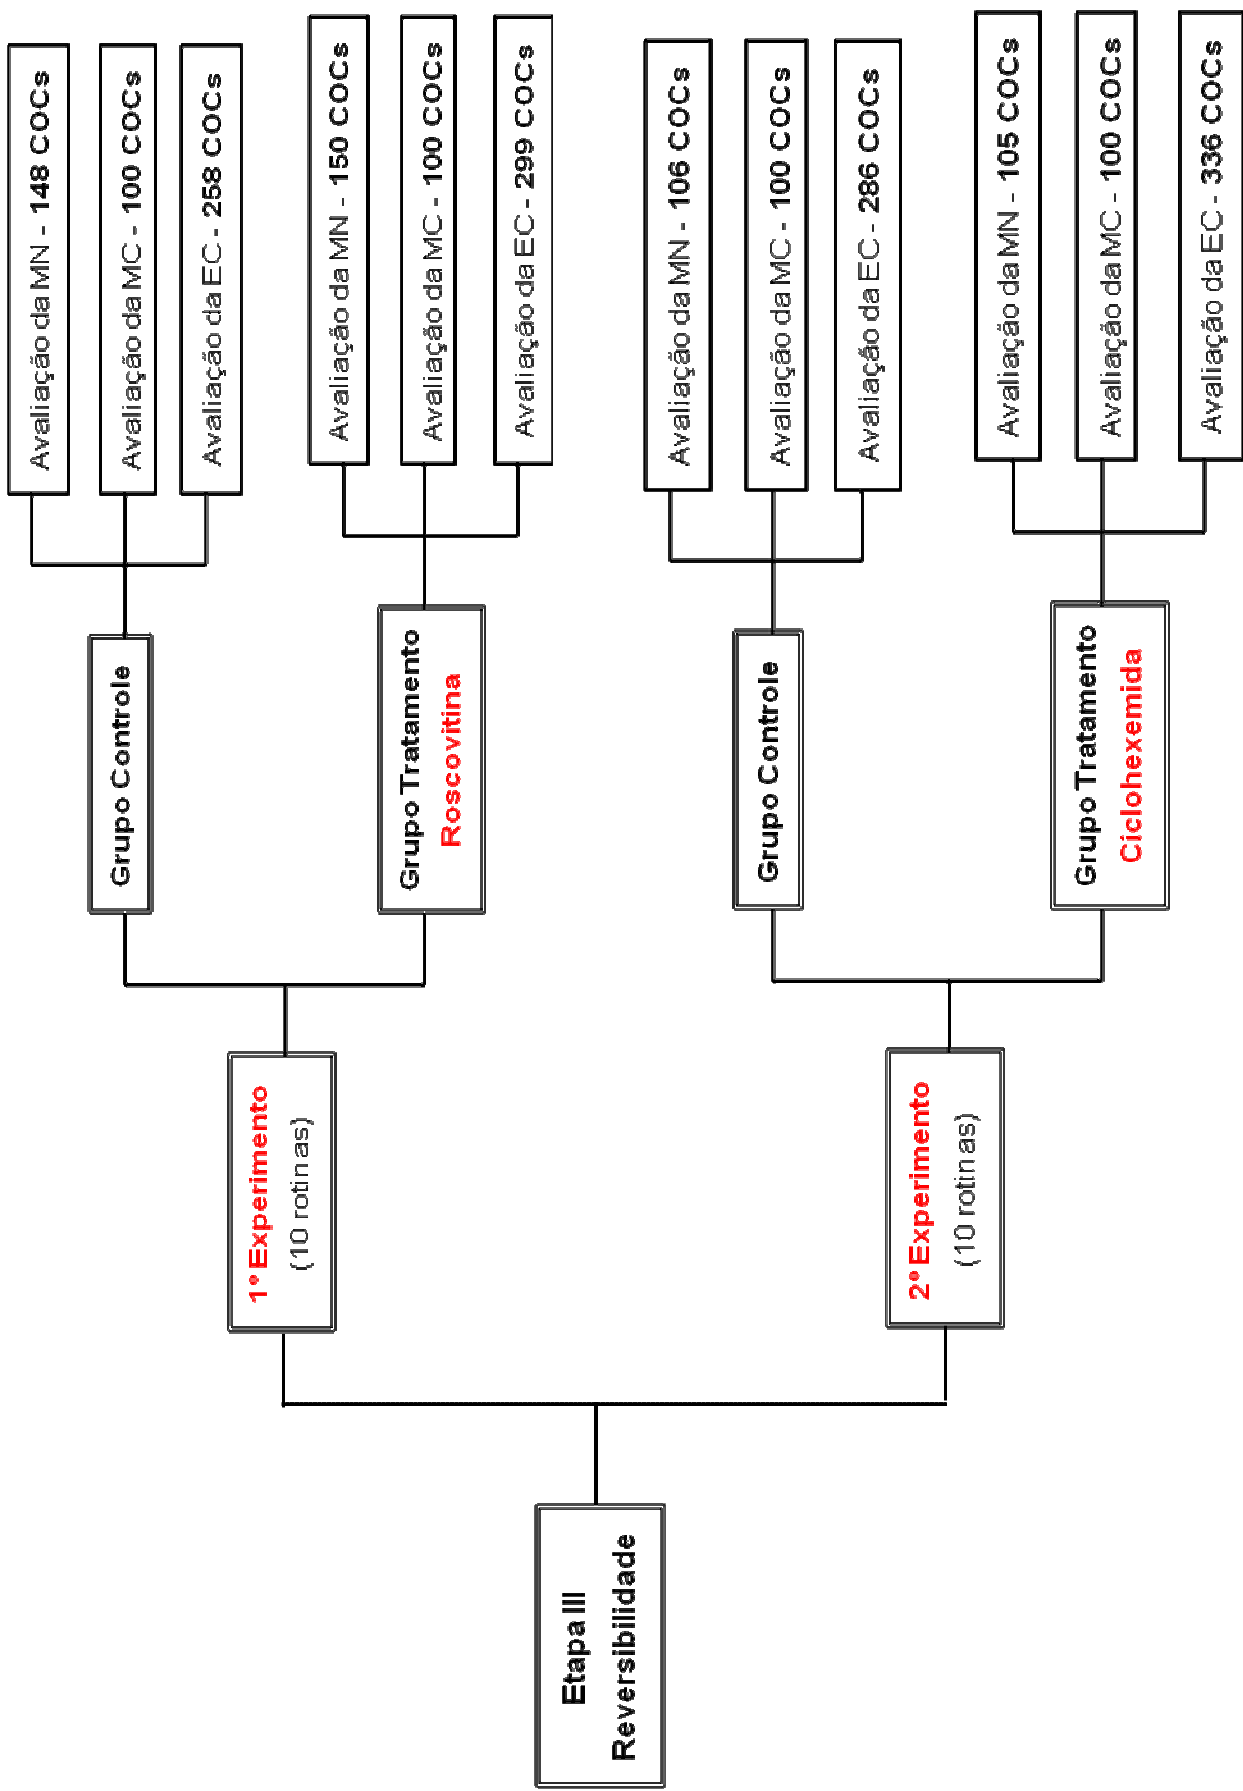 Etapa III
Reversibilidade
1º Experimento
(10 rotinas)
Grupo Controle
Avaliação da MN - 148 COCs
Avaliação da MC - 100 COCs
Avaliação da EC - 258 COCs
Grupo Tratamento
Roscovitina
Avaliação da MN - 150 COCs
Avaliação da MC - 100 COCs
Avaliação da EC - 299 COCs
2º Experimento
(10 rotinas)
Grupo Controle
Avaliação da MN - 106 COCs
Avaliação da MC - 100 COCs
Avaliação da EC - 286 COCs
Grupo Tratamento
Ciclohexemida
Avaliação da MN - 105 COCs
Avaliação da MC - 100 COCs
Avaliação da EC - 336 COCs